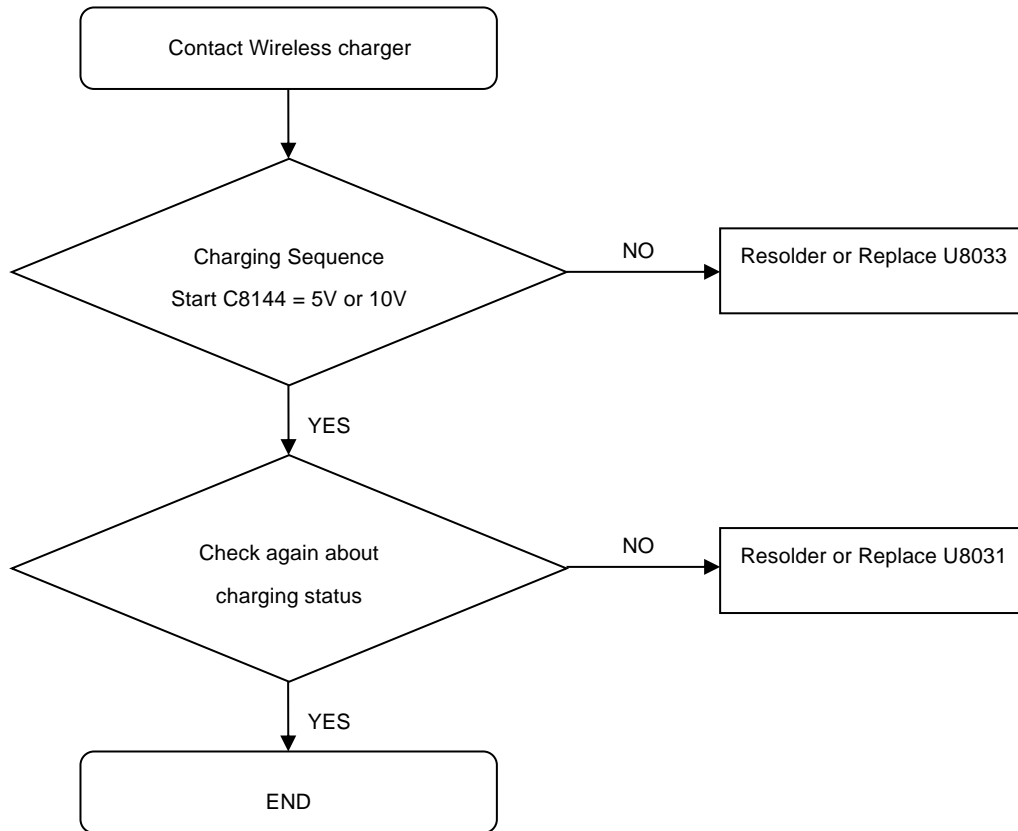 Contact Wireless charger
Charging Sequence
Start C8144 = 5V or 10V
NO
Resolder or Replace U8033
YES
Check again about
charging status
NO
Resolder or Replace U8031
YES
END